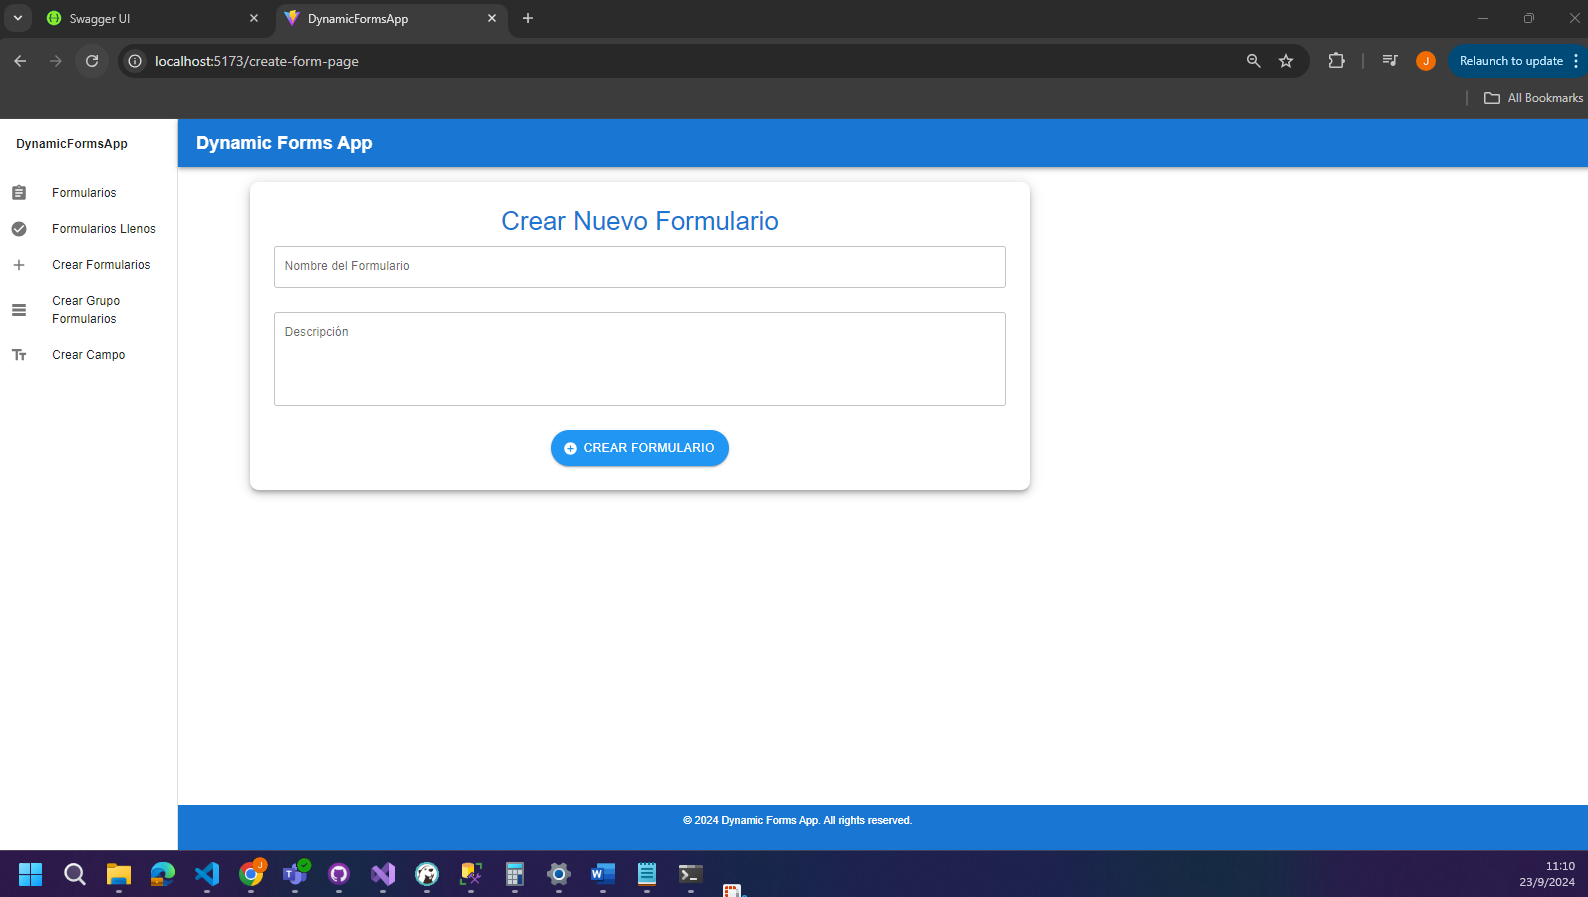 Swagger UI
DynamicFormsApp
localhost:5173/create-form-page
J
Relaunch to update
All Bookmarks
DynamicFormsApp
Dynamic Forms App
Formularios
Formularios Llenos
Crear Formularios
Crear Grupo
Formularios
Crear Campo
Crear Nuevo Formulario
Nombre del Formulario
Descripción
CREAR FORMULARIO
© 2024 Dynamic Forms App. All rights reserved.
J
T
W
11:10
23/9/2024